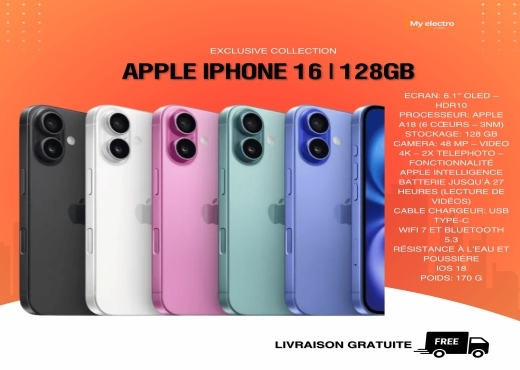 My electro
EXCLUSIVE COLLECTION
APPLE IPHONE 16 | 128GB
ECRAN: 6.1" OLED –
HDR10
PROCESSEUR: APPLE
A18 (6 CŒURS – 3NM)
STOCKAGE: 128 GB
CAMERA: 48 MP – VIDEO
4K – 2X TELEPHOTO –
FONCTIONNALITÉ
APPLE INTELLIGENCE
BATTERIE JUSQU'À 27
HEURES (LECTURE DE
VIDÉOS)
CABLE CHARGEUR: USB
TYPE-C
WIFI 7 ET BLUETOOTH
5.3
RÉSISTANCE À L'EAU ET
POUSSIÈRE
IOS 18
POIDS: 170 G
LIVRAISON GRATUITE
FREE